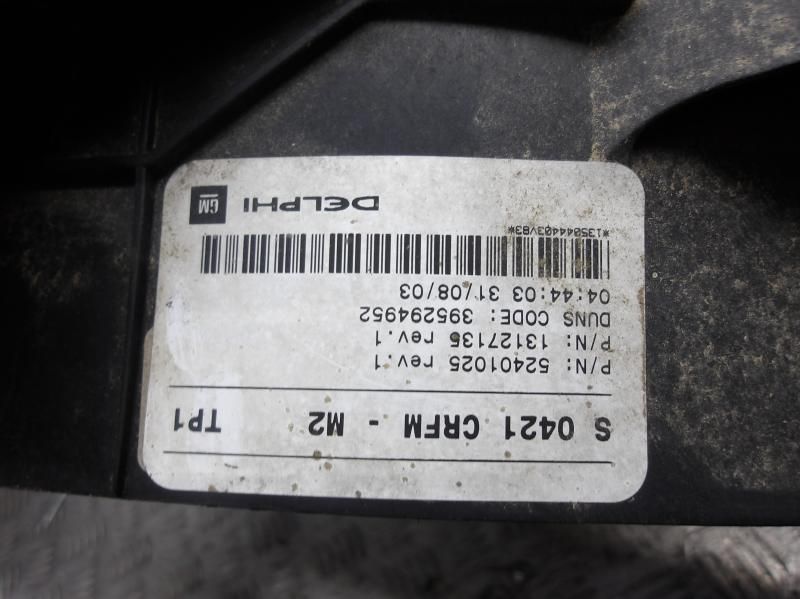 S 0421 CRFM - M2 TP1
P/N: 52401025 rev.1
P/N: 13127135 rev.1
DUNS CODE: 395294952
04:44:03 31/08/03
*135044403V83*
DELPHI GM